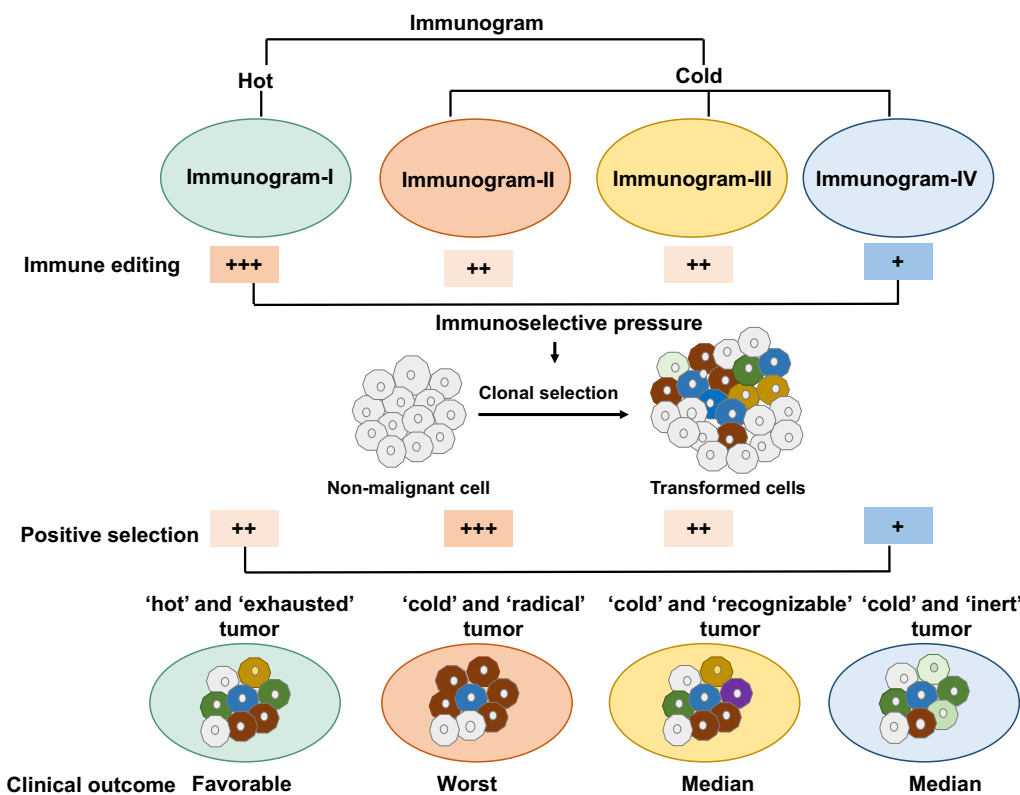 Immunogram
Hot
Cold
Immunogram-I
Immunogram-II
Immunogram-III
Immunogram-IV
Immune editing
+++
++
++
+
Immunoselective pressure
Clonal selection
Non-malignant cell
Transformed cells
Positive selection
++
+++
++
+
‘hot’ and ‘exhausted’
tumor
‘cold’ and ‘radical’
tumor
‘cold’ and ‘recognizable’
tumor
‘cold’ and ‘inert’
tumor
Clinical outcome
Favorable
Worst
Median
Median